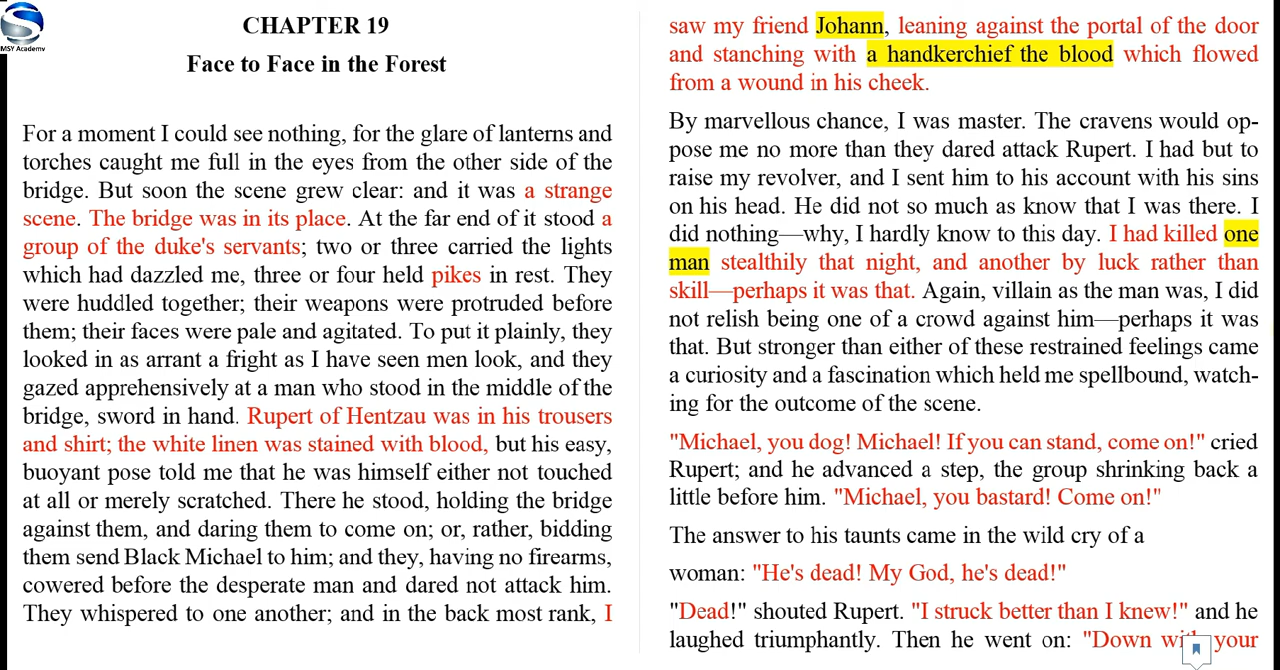 MSY Academy
CHAPTER 19
Face to Face in the Forest
For a moment I could see nothing, for the glare of lanterns and
torches caught me full in the eyes from the other side of the
bridge. But soon the scene grew clear: and it was a strange
scene. The bridge was in its place. At the far end of it stood a
group of the duke's servants; two or three carried the lights
which had dazzled me, three or four held pikes in rest. They
were huddled together; their weapons were protruded before
them; their faces were pale and agitated. To put it plainly, they
looked in as arrant a fright as I have seen men look, and they
gazed apprehensively at a man who stood in the middle of the
bridge, sword in hand. Rupert of Hentzau was in his trousers
and shirt; the white linen was stained with blood, but his easy,
buoyant pose told me that he was himself either not touched
at all or merely scratched. There he stood, holding the bridge
against them, and daring them to come on; or, rather, bidding
them send Black Michael to him; and they, having no firearms,
cowered before the desperate man and dared not attack him.
They whispered to one another; and in the back most rank, I
saw my friend Johann, leaning against the portal of the door
and stanching with a handkerchief the blood which flowed
from a wound in his cheek.
By marvellous chance, I was master. The cravens would op-
pose me no more than they dared attack Rupert. I had but to
raise my revolver, and I sent him to his account with his sins
on his head. He did not so much as know that I was there. I
did nothing—why, I hardly know to this day. I had killed one
man stealthily that night, and another by luck rather than
skill—perhaps it was that. Again, villain as the man was, I did
not relish being one of a crowd against him—perhaps it was
that. But stronger than either of these restrained feelings came
a curiosity and a fascination which held me spellbound, watch-
ing for the outcome of the scene.
"Michael, you dog! Michael! If you can stand, come on!" cried
Rupert; and he advanced a step, the group shrinking back a
little before him. "Michael, you bastard! Come on!"
The answer to his taunts came in the wild cry of a
woman: "He's dead! My God, he's dead!"
"Dead!" shouted Rupert. "I struck better than I knew!" and he
laughed triumphantly. Then he went on: "Down with your